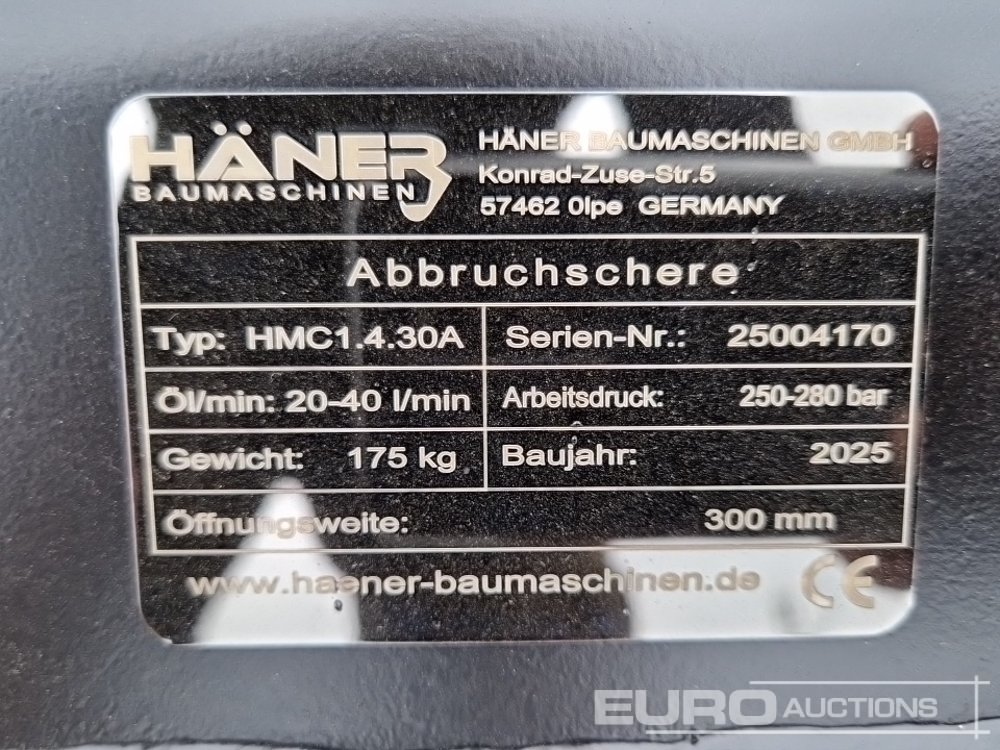 HÄNER
BAUMASCHINEN
HÄNER BAUMASCHINEN GMBH
Konrad-Zuse-Str.5
57462 Olpe GERMANY
Abbruchschere
Typ: HMC1.4.30A
Serien-Nr.: 25004170
Öl/min: 20-40 l/min
Arbeitsdruck: 250-280 bar
Gewicht: 175 kg
Baujahr: 2025
Öffnungsweite: 300 mm
www.haener-baumaschinen.de
CE
EURO AUCTIONS